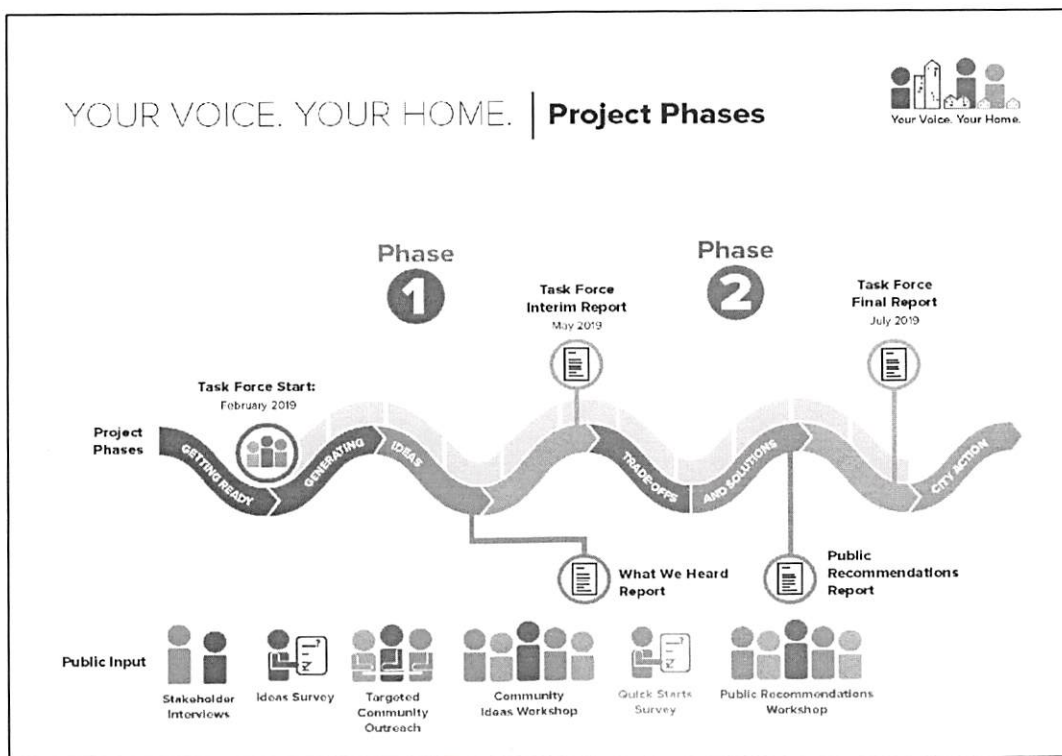 YOUR VOICE. YOUR HOME. | Project Phases
Your Voice. Your Home.
Phase
1
Phase
2
Task Force
Interim Report
May 2019
Task Force
Final Report
July 2019
Task Force Start:
February 2019
Project
Phases
GETTING READY
GENERATING
IDEAS
TRADE-OFFS
AND SOLUTIONS
CITY ACTION
What We Heard
Report
Public
Recommendations
Report
Public Input
Stakeholder
Interviews
Ideas Survey
Targeted
Community
Outreach
Community
Ideas Workshop
Quick Starts
Survey
Public Recommendations
Workshop